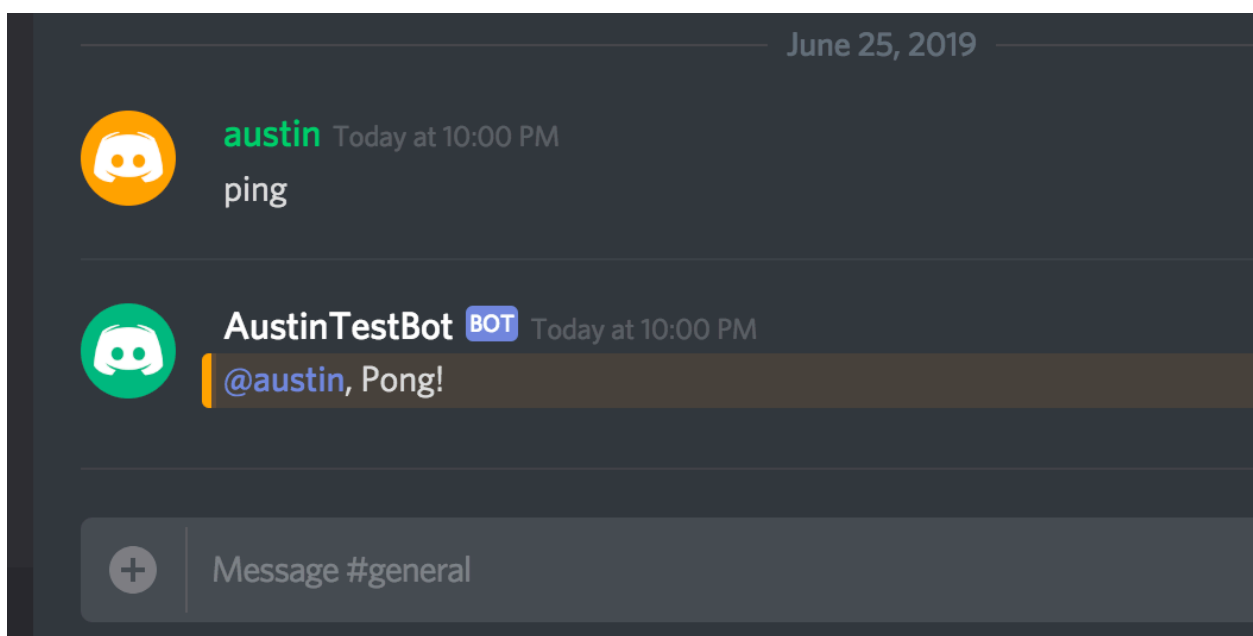 June 25, 2019
austin Today at 10:00 PM
ping
AustinTestBot BOT Today at 10:00 PM
@austin, Pong!
Message #general